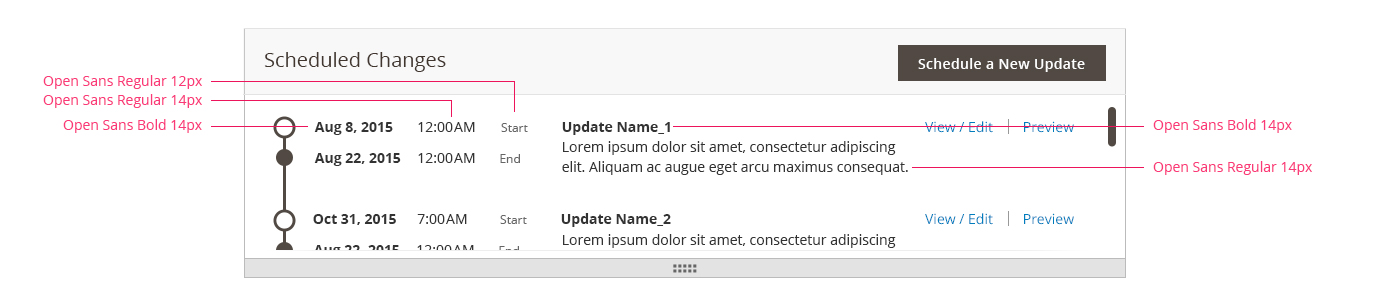 Scheduled Changes
Schedule a New Update
Open Sans Regular 12px
Open Sans Regular 14px
Open Sans Bold 14px
Aug 8, 2015 12:00AM Start
Update Name_1
View / Edit | Preview
Open Sans Bold 14px
Aug 22, 2015 12:00AM End
Lorem ipsum dolor sit amet, consectetur adipiscing
elit. Aliquam ac augue eget arcu maximus consequat.
Open Sans Regular 14px
Oct 31, 2015 7:00AM Start
Update Name_2
View / Edit | Preview
Aug 22, 2015 12:00AM End
Lorem ipsum dolor sit amet, consectetur adipiscing